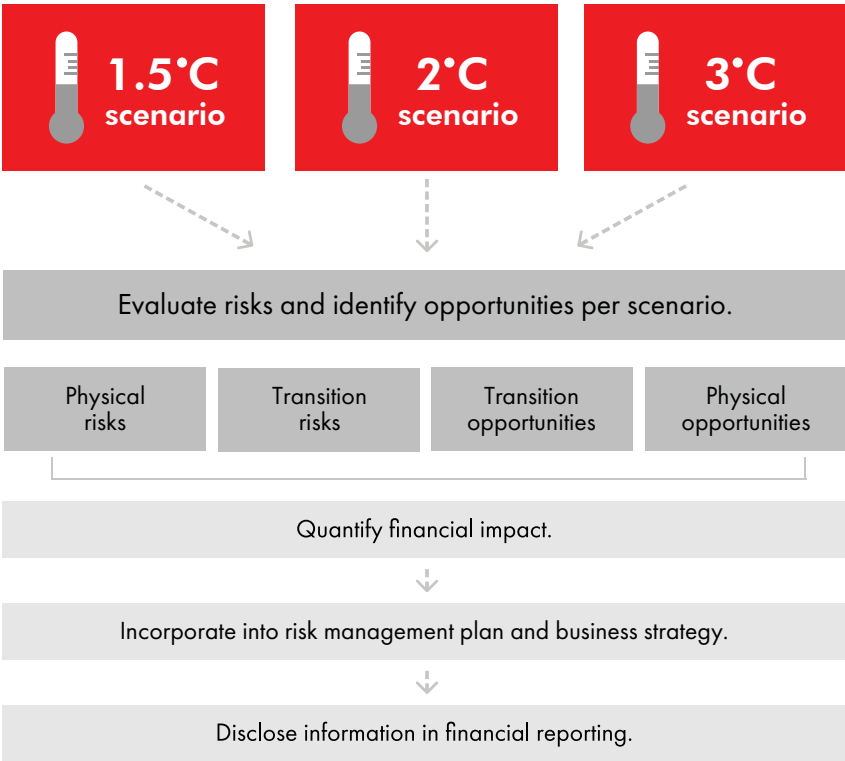 1.5°C
scenario
2°C
scenario
3°C
scenario
Evaluate risks and identify opportunities per scenario.
Physical
risks
Transition
risks
Transition
opportunities
Physical
opportunities
Quantify financial impact.
Incorporate into risk management plan and business strategy.
Disclose information in financial reporting.